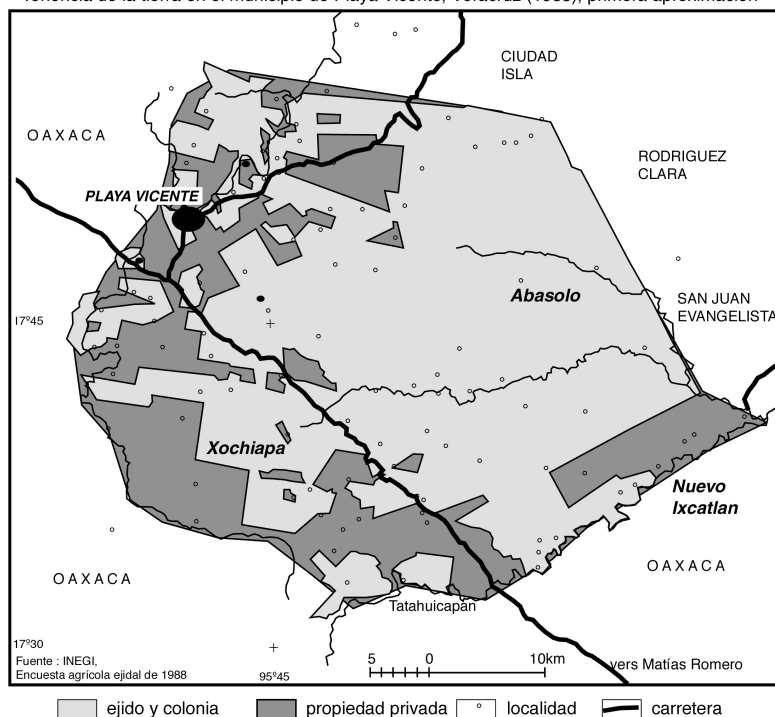 tenencia de la tierra en el municipio de Playa Vicente, Veracruz (1988), primera aproximación
CIUDAD
ISLA
OAXACA
RODRIGUEZ
CLARA
PLAYA VICENTE
Abasolo
SAN JUAN
EVANGELISTA
17º45
Xochiapa
Nuevo
Ixcatlan
OAXACA
OAXACA
Tatahuicapan
17º30
Fuente : INEGI,
Encuesta agrícola ejidal de 1988
95º45
5 0 10km
vers Matías Romero
ejido y colonia propiedad privada localidad carretera